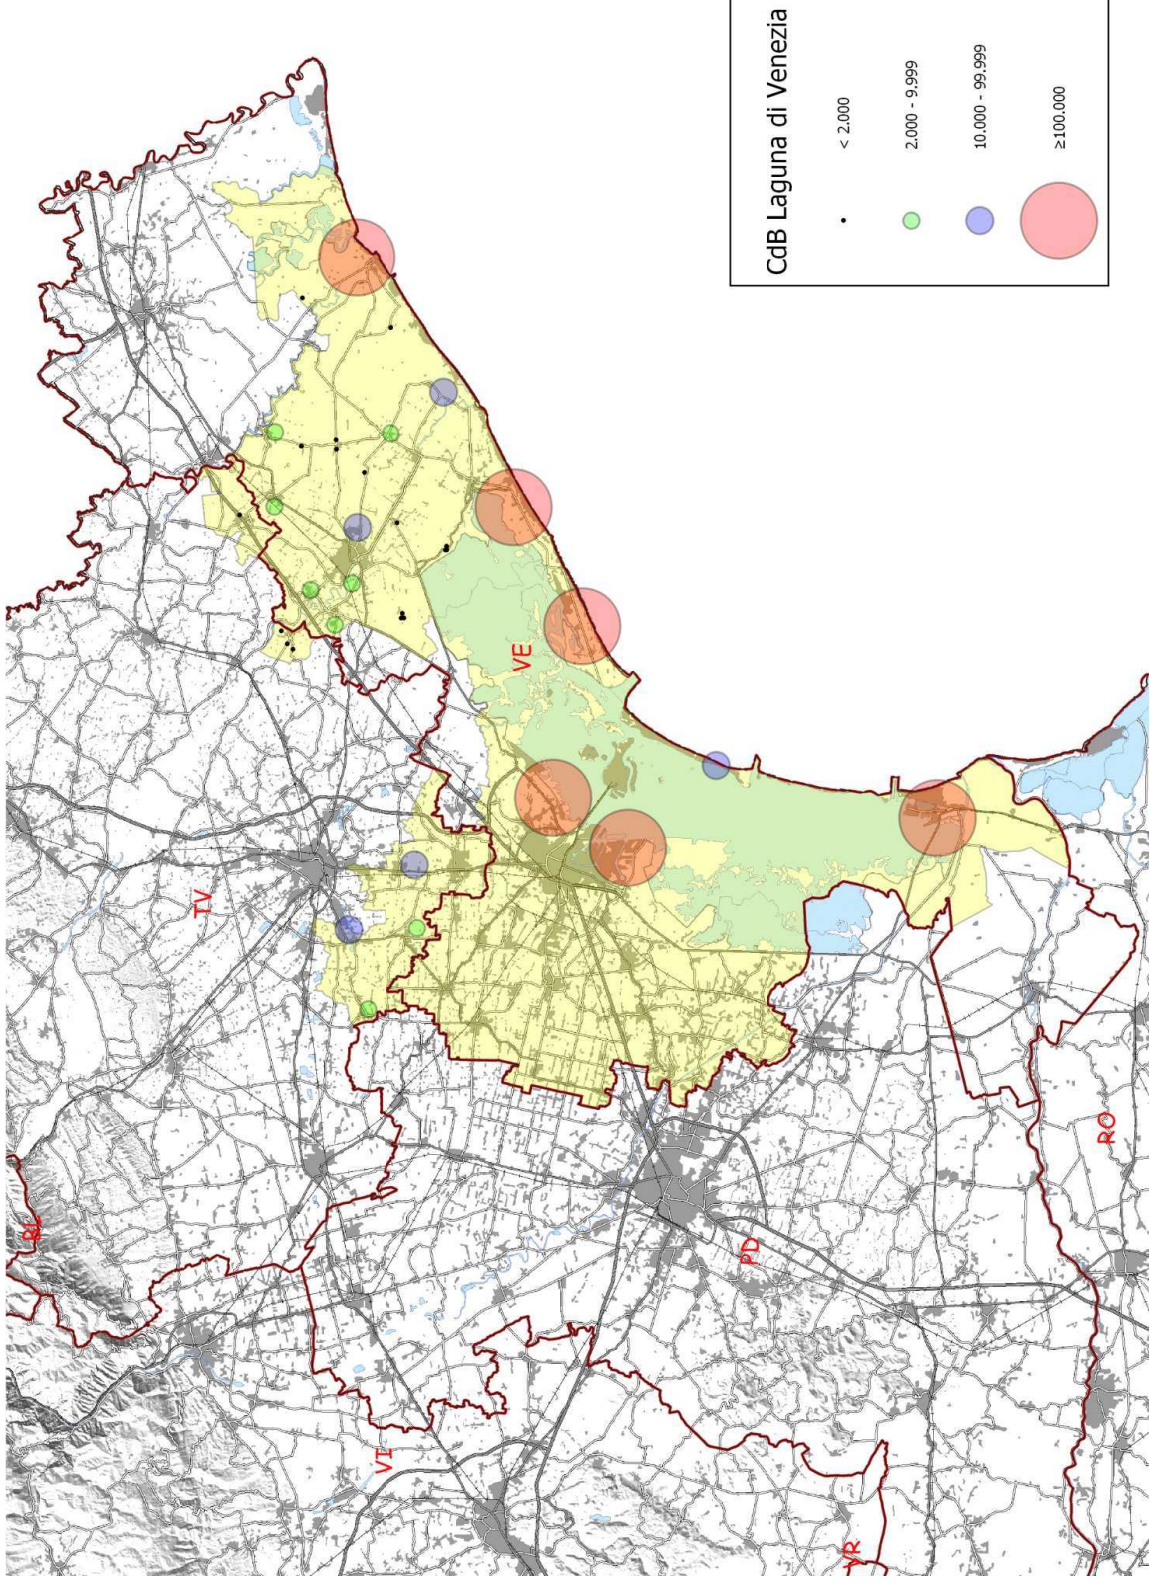 CdB Laguna di Venezia
< 2.000
2.000 - 9.999
10.000 - 99.999
≥100.000
BL
TV
VI
VE
PD
VR
RO